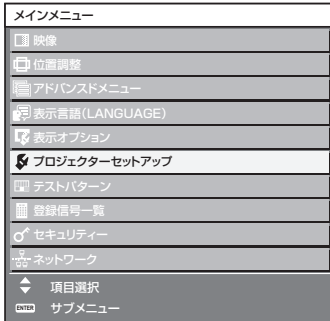 メインメニュー
映像
位置調整
アドバンスドメニュー
表示言語(LANGUAGE)
表示オプション
プロジェクターセットアップ
テストパターン
登録信号一覧
セキュリティー
ネットワーク
項目選択
ENTER サブメニュー